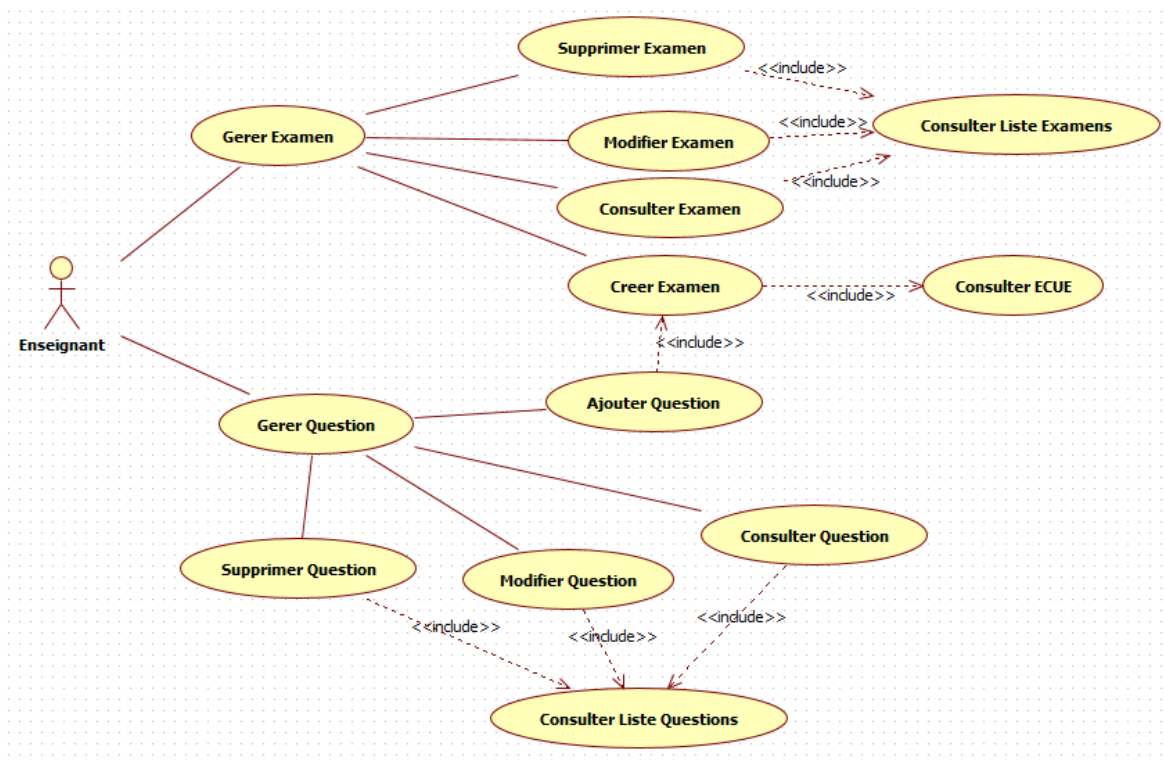 Supprimer Examen
<<include>>
Gerer Examen
Modifier Examen
<<include>>
Consulter Liste Examens
Consulter Examen
<<include>>
Creer Examen
<<include>>
Consulter ECUE
Enseignant
<<include>>
Ajouter Question
Gerer Question
Consulter Question
Supprimer Question
Modifier Question
<<include>>
<<include>>
<<include>>
Consulter Liste Questions